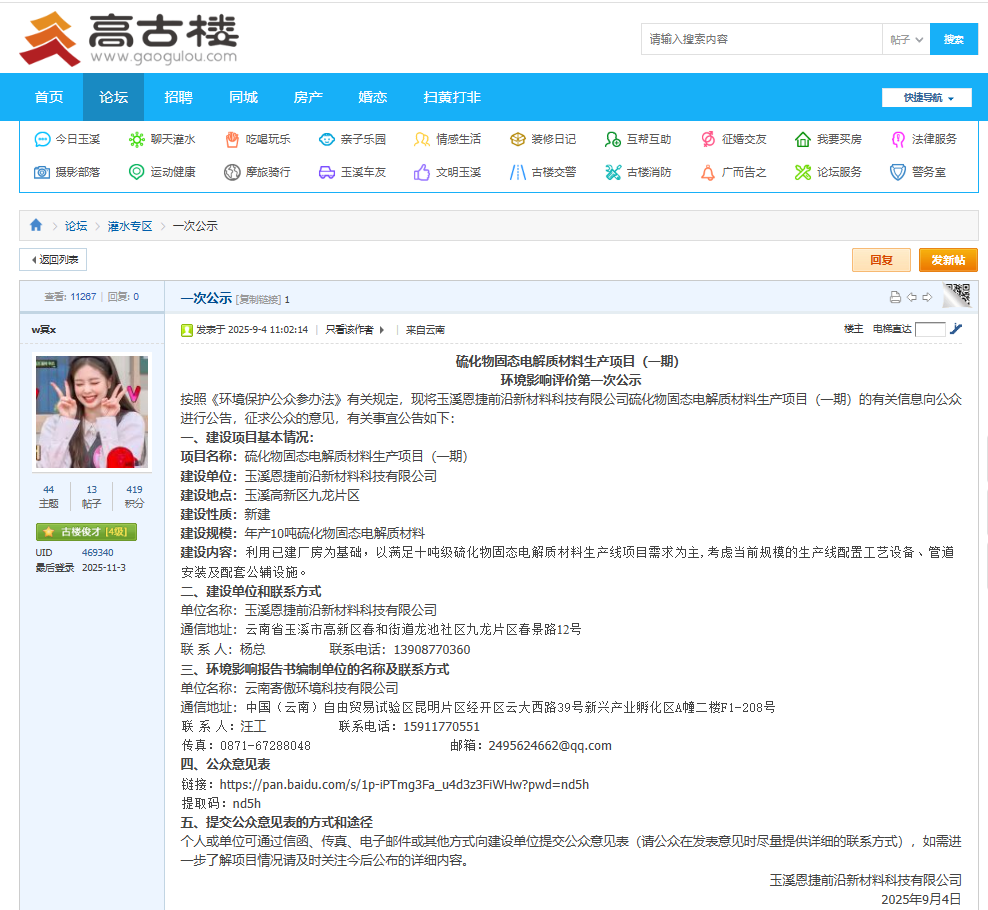 高古楼
www.gaogulou.com
请输入搜索内容 帖子 搜索
首页 论坛 招聘 同城 房产 婚恋 扫黄打非 快捷导航
今日玉溪 聊天灌水 吃喝玩乐 亲子乐园 情感生活 装修日记 互帮互助 征婚交友 我要买房 法律服务
摄影部落 运动健康 摩旅骑行 玉溪车友 文明玉溪 古楼交警 古楼消防 广而告之 论坛服务 警务室
论坛 灌水专区 一次公示
返回列表 回复 发新帖
查看: 11267 | 回复: 0 一次公示 [复制链接] 1
w冥x 发表于 2025-9-4 11:02:14 | 只看该作者 | 来自云南 楼主 电梯直达
硫化物固态电解质材料生产项目（一期）
环境影响评价第一次公示
按照《环境保护公众参办法》有关规定，现将玉溪恩捷前沿新材料科技有限公司硫化物固态电解质材料生产项目（一期）的有关信息向公众
进行公告，征求公众的意见，有关事宜公告如下：
一、建设项目基本情况：
项目名称：硫化物固态电解质材料生产项目（一期）
建设单位：玉溪恩捷前沿新材料科技有限公司
建设地点：玉溪高新区九龙片区
建设性质：新建
建设规模：年产10吨硫化物固态电解质材料
建设内容：利用已建厂房为基础，以满足十吨级硫化物固态电解质材料生产线项目需求为主,考虑当前规模的生产线配置工艺设备、管道
安装及配套公辅设施。
二、建设单位和联系方式
单位名称：玉溪恩捷前沿新材料科技有限公司
通信地址：云南省玉溪市高新区春和街道龙池社区九龙片区春景路12号
联 系 人：杨总 联系电话：13908770360
三、环境影响报告书编制单位的名称及联系方式
单位名称：云南寄傲环境科技有限公司
通信地址：中国（云南）自由贸易试验区昆明片区经开区云大西路39号新兴产业孵化区A幢二楼F1-208号
联 系 人：汪工 联系电话：15911770551
传真：0871-67288048 邮箱：2495624662@qq.com
四、公众意见表
链接：https://pan.baidu.com/s/1p-iPTmg3Fa_u4d3z3FiWHw?pwd=nd5h
提取码：nd5h
五、提交公众意见表的方式和途径
个人或单位可通过信函、传真、电子邮件或其他方式向建设单位提交公众意见表（请公众在发表意见时尽量提供详细的联系方式），如需进
一步了解项目情况请及时关注今后公布的详细内容。
玉溪恩捷前沿新材料科技有限公司
2025年9月4日
44 13 419
主题 帖子 积分
古楼俊才 [4级]
UID 469340
最后登录 2025-11-3